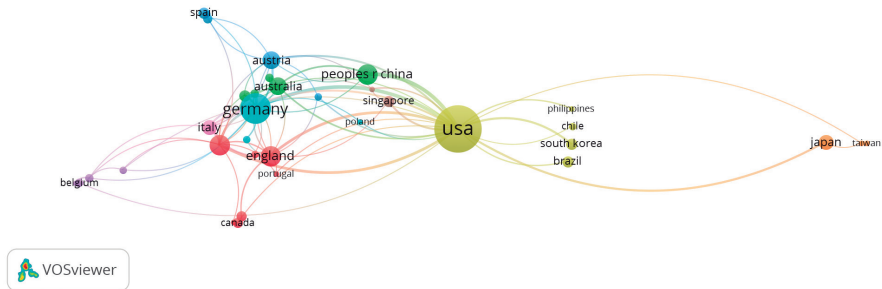 spain
austria
peoples r china
australia
singapore
germany
philippines
poland
chile
italy
usa
south korea
japan
taiwan
england
brazil
portugal
belgium
canada
VOSviewer